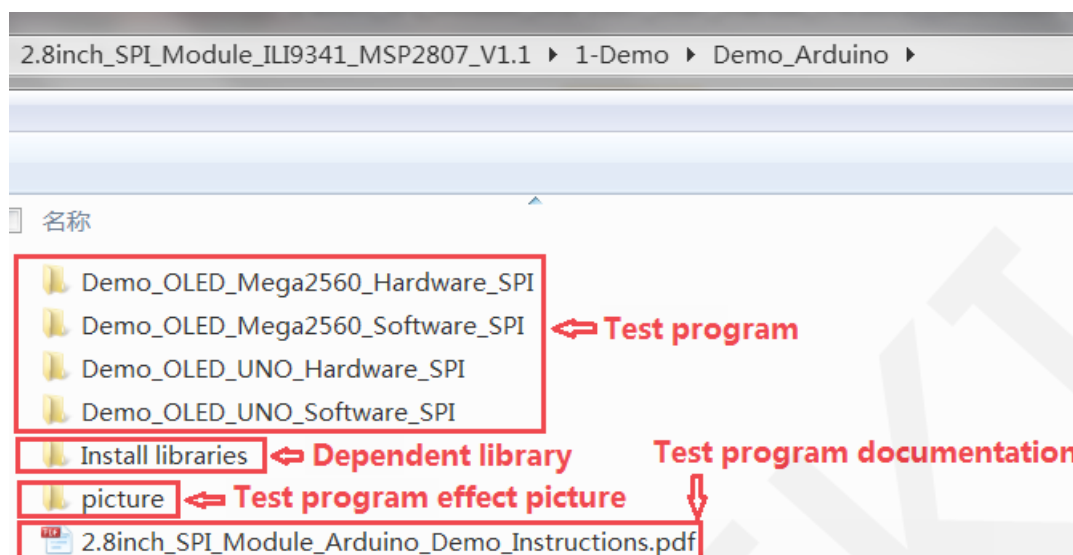 2.8inch_SPI_Module_ILI9341_MSP2807_V1.1 ▸ 1-Demo ▸ Demo_Arduino ▸
名称
Demo_OLED_Mega2560_Hardware_SPI
Demo_OLED_Mega2560_Software_SPI
Test program
Demo_OLED_UNO_Hardware_SPI
Demo_OLED_UNO_Software_SPI
Install libraries
Dependent library
Test program documentation
picture
Test program effect picture
2.8inch_SPI_Module_Arduino_Demo_Instructions.pdf